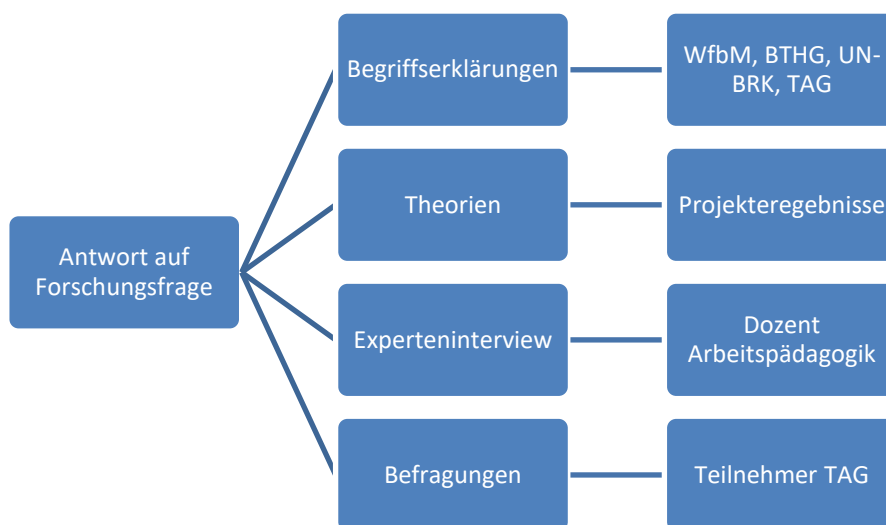 Begriffserklärungen
WfbM, BTHG, UN-
BRK, TAG
Theorien
Projekteregebnisse
Antwort auf
Forschungsfrage
Experteninterview
Dozent
Arbeitspädagogik
Befragungen
Teilnehmer TAG